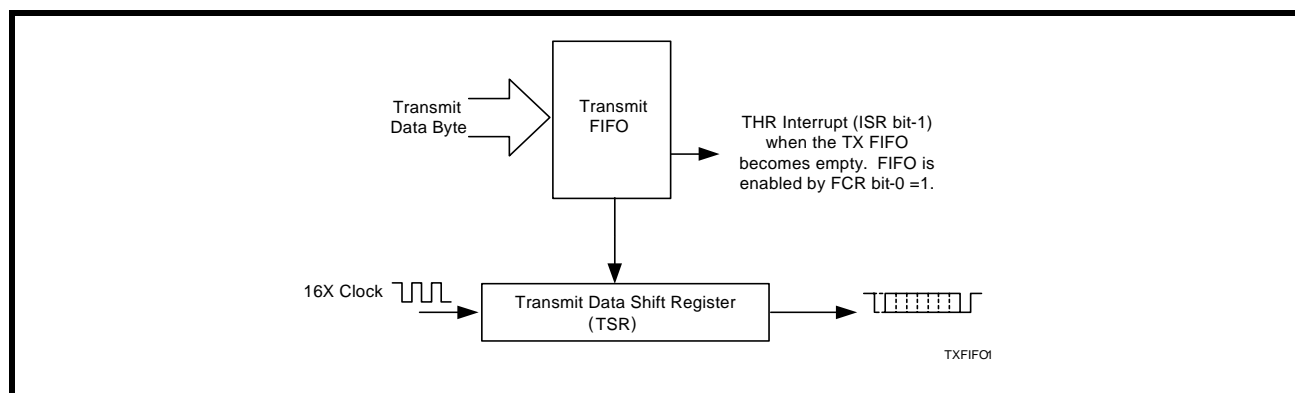 Transmit
FIFO
Transmit
Data Byte
THR Interrupt (ISR bit-1)
when the TX FIFO
becomes empty. FIFO is
enabled by FCR bit-0 =1.
16X Clock
Transmit Data Shift Register
(TSR)
TXFIFO1